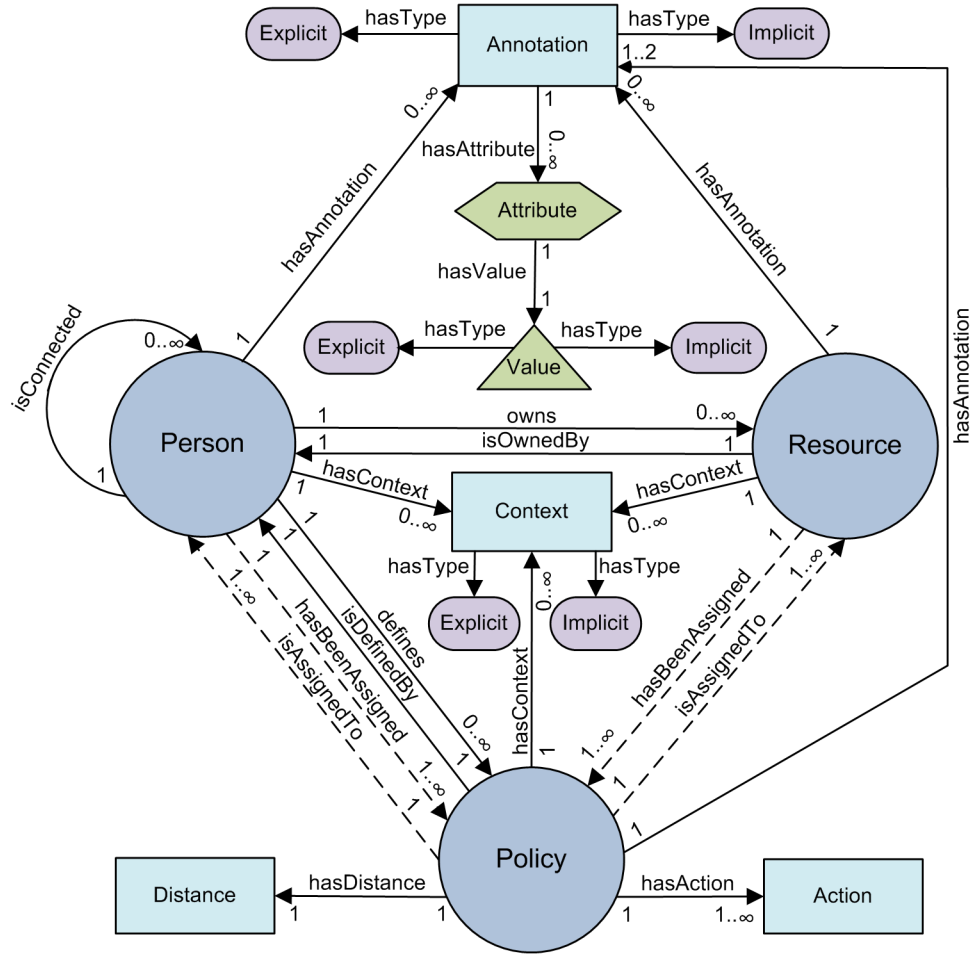 hasType
hasType
Explicit
Annotation
Implicit
1..2
0..∞
0..∞
1
0..∞
hasAttribute
hasAnnotation
hasAnnotation
Attribute
1
hasValue
1
hasAnnotation
isConnected
0..∞
1
1
hasType
hasType
Explicit
Implicit
Value
1
owns
0..∞
Person
1
isOwnedBy
1
Resource
1
1
hasContext
0..∞
Context
hasContext
0..∞
1
1
1
1
1
1..∞
hasType
hasType
0..∞
1
1..∞
Explicit
Implicit
defines
isDefinedBy
hasBeenAssigned
isAssignedTo
hasContext
hasBeenAssigned
isAssignedTo
0..∞
1
1..∞
1
1
1..∞
1
1
Policy
Distance
hasDistance
1
1
hasAction
1
1..∞
Action